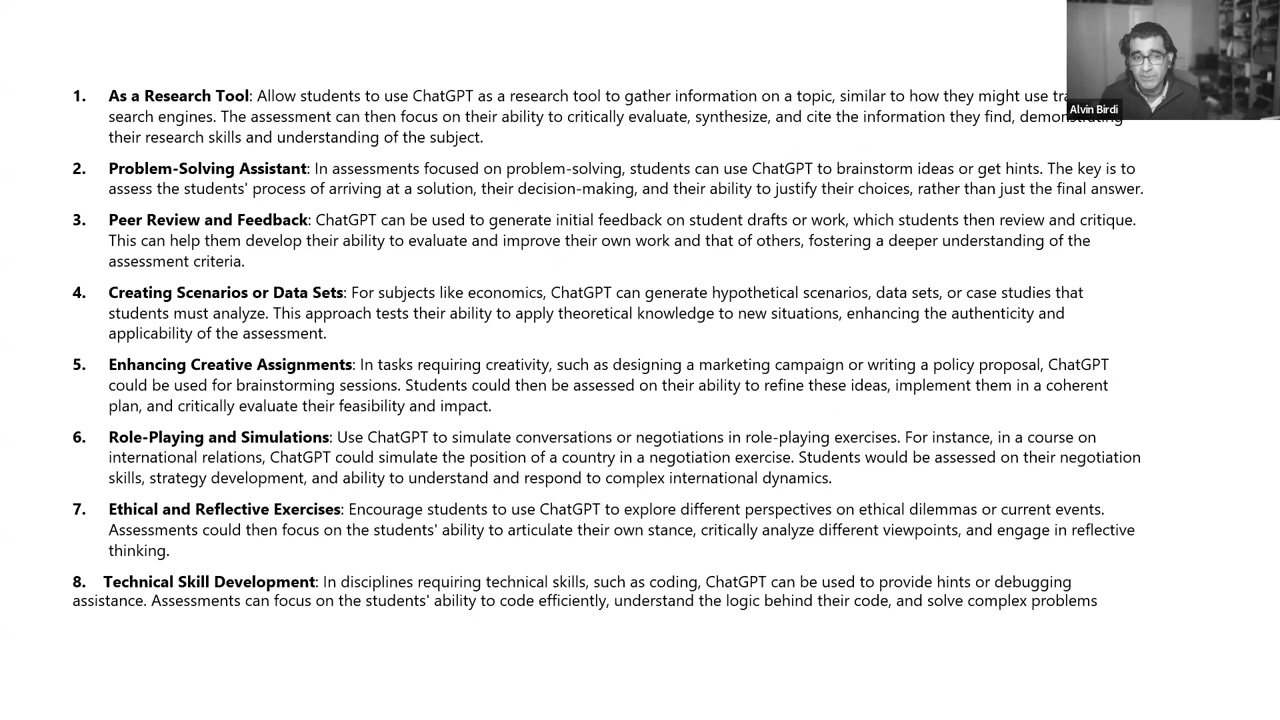 1. As a Research Tool: Allow students to use ChatGPT as a research tool to gather information on a topic, similar to how they might use
search engines. The assessment can then focus on their ability to critically evaluate, synthesize, and cite the information they find, demonstrating
their research skills and understanding of the subject.
2. Problem-Solving Assistant: In assessments focused on problem-solving, students can use ChatGPT to brainstorm ideas or get hints. The key is to
assess the students' process of arriving at a solution, their decision-making, and their ability to justify their choices, rather than just the final answer.
3. Peer Review and Feedback: ChatGPT can be used to generate initial feedback on student drafts or work, which students then review and critique.
This can help them develop their ability to evaluate and improve their own work and that of others, fostering a deeper understanding of the
assessment criteria.
4. Creating Scenarios or Data Sets: For subjects like economics, ChatGPT can generate hypothetical scenarios, data sets, or case studies that
students must analyze. This approach tests their ability to apply theoretical knowledge to new situations, enhancing the authenticity and
applicability of the assessment.
5. Enhancing Creative Assignments: In tasks requiring creativity, such as designing a marketing campaign or writing a policy proposal, ChatGPT
could be used for brainstorming sessions. Students could then be assessed on their ability to refine these ideas, implement them in a coherent
plan, and critically evaluate their feasibility and impact.
6. Role-Playing and Simulations: Use ChatGPT to simulate conversations or negotiations in role-playing exercises. For instance, in a course on
international relations, ChatGPT could simulate the position of a country in a negotiation exercise. Students would be assessed on their negotiation
skills, strategy development, and ability to understand and respond to complex international dynamics.
7. Ethical and Reflective Exercises: Encourage students to use ChatGPT to explore different perspectives on ethical dilemmas or current events.
Assessments could then focus on the students' ability to articulate their own stance, critically analyze different viewpoints, and engage in reflective
thinking.
8. Technical Skill Development: In disciplines requiring technical skills, such as coding, ChatGPT can be used to provide hints or debugging
assistance. Assessments can focus on the students' ability to code efficiently, understand the logic behind their code, and solve complex problems
Alvin Birdi